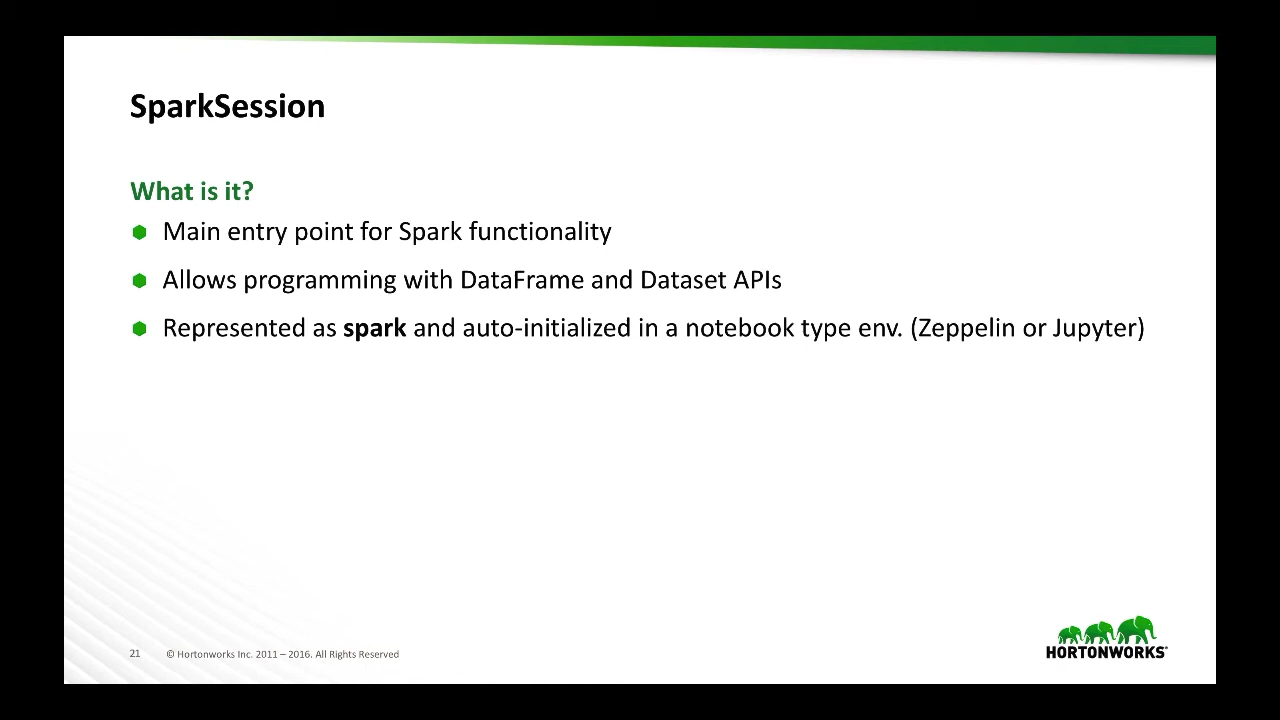 SparkSession
What is it?
Main entry point for Spark functionality
Allows programming with DataFrame and Dataset APIs
Represented as spark and auto-initialized in a notebook type env. (Zeppelin or Jupyter)
21 © Hortonworks Inc. 2011 – 2016. All Rights Reserved
HORTONWORKS®